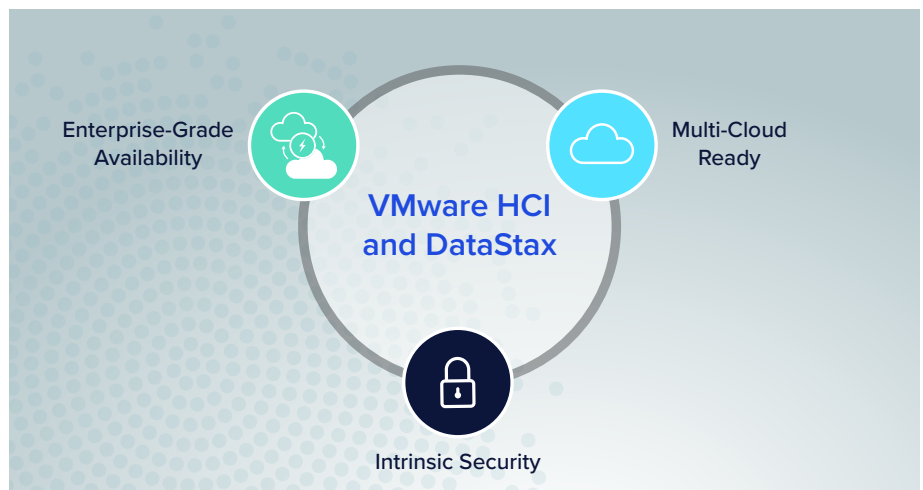 Enterprise-Grade
Availability
Multi-Cloud
Ready
VMware HCI
and DataStax
Intrinsic Security